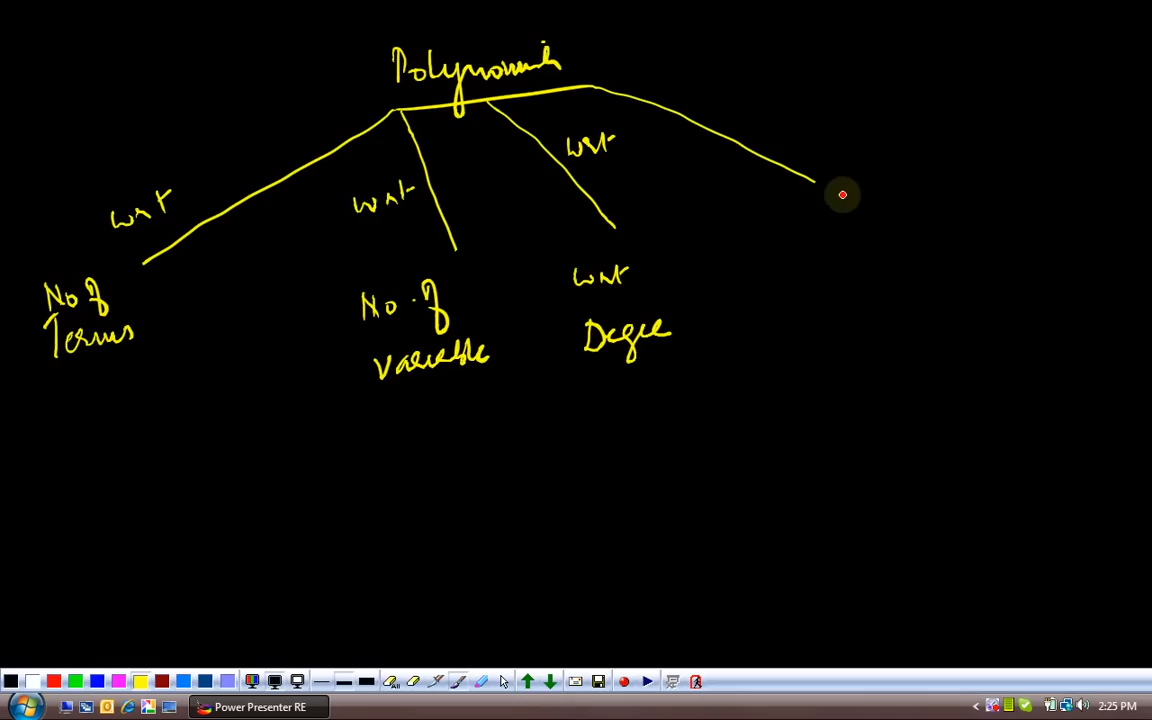 Polynomials
wrt
wrt
wrt
No of
Terms
No. of
Variable
wrt
Degree
Power Presenter RE
2:25 PM